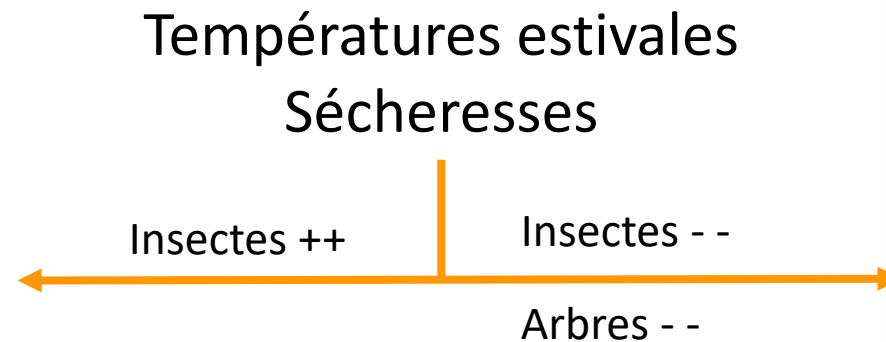 Températures estivales
Sécheresses
Insectes ++
Insectes - -
Arbres - -